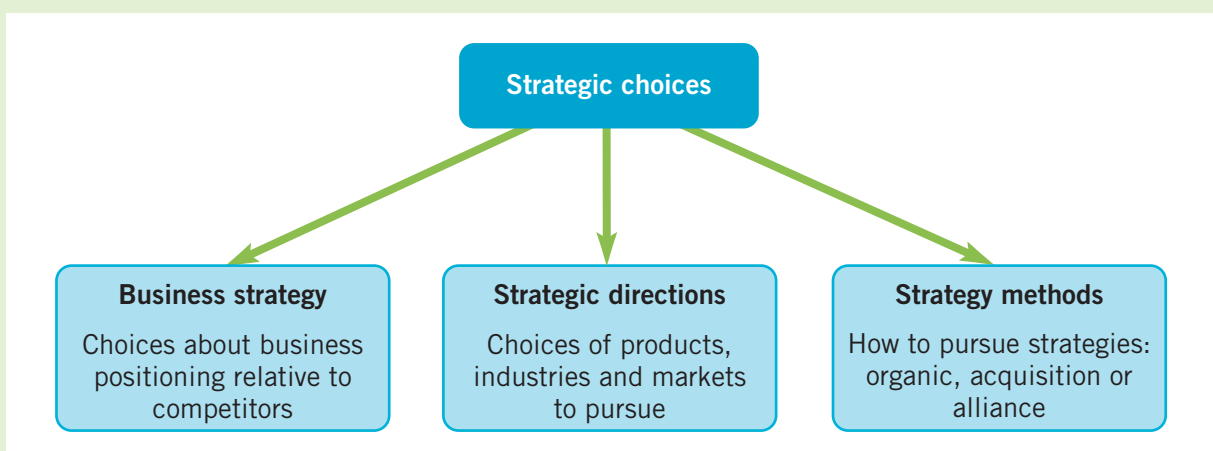 Strategic choices
Business strategy
Choices about business
positioning relative to
competitors
Strategic directions
Choices of products,
industries and markets
to pursue
Strategy methods
How to pursue strategies:
organic, acquisition or
alliance